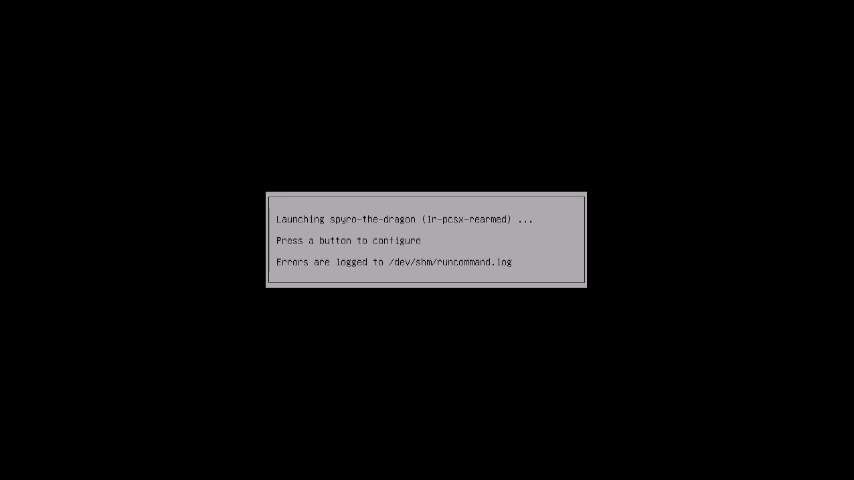 Launching spyro-the-dragon (lr-pcsx-rearmed) ...
Press a button to configure
Errors are logged to /dev/shm/runcommand.log